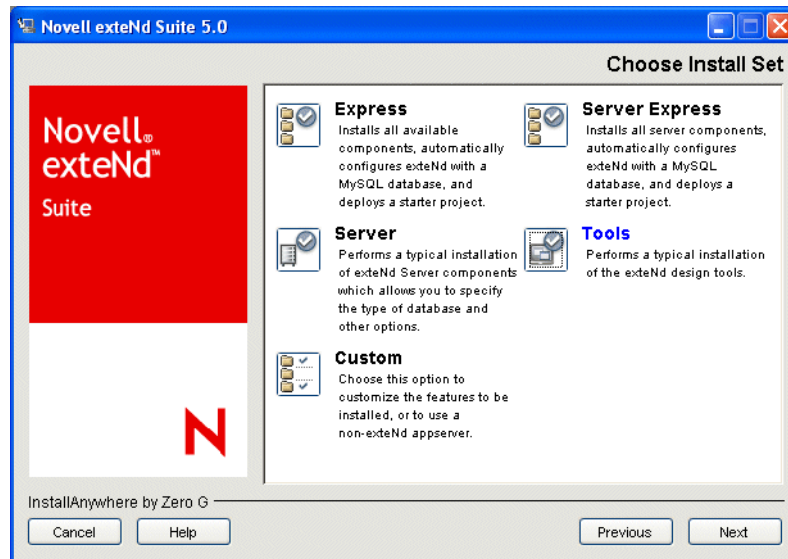 Novell exteNd Suite 5.0
Choose Install Set
Novell®
exteNd™
Suite
Express
Installs all available
components, automatically
configures exteNd with a
MySQL database, and
deploys a starter project.
Server Express
Installs all server components,
automatically configures
exteNd with a MySQL
database, and deploys a
starter project.
Server
Performs a typical installation
of exteNd Server components
which allows you to specify
the type of database and
other options.
Tools
Performs a typical installation
of the exteNd design tools.
Custom
Choose this option to
customize the features to be
installed, or to use a
non-exteNd appserver.
N
InstallAnywhere by Zero G
Cancel
Help
Previous
Next